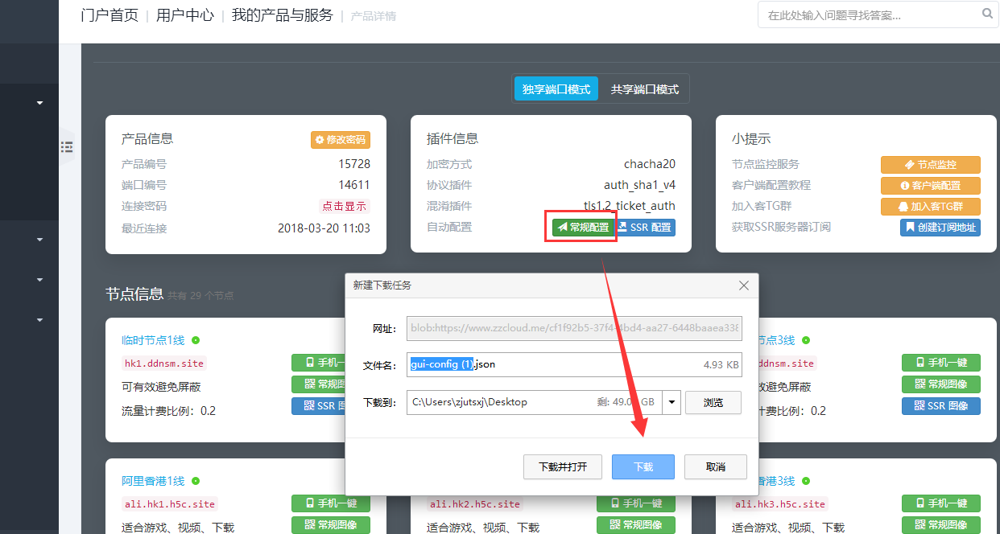 门户首页 | 用户中心 | 我的产品与服务 | 产品详情
在此处输入问题寻找答案...
独享端口模式 共享端口模式
产品信息 修改密码
产品编号 15728
端口编号 14611
连接密码 点击显示
最近连接 2018-03-20 11:03
插件信息
加密方式 chacha20
协议插件 auth_sha1_v4
混淆插件 tls1.2_ticket_auth
自动配置 常规配置 SSR 配置
小提示
节点监控服务 节点监控
客户端配置教程 客户端配置
加入客TG群 加入客TG群
获取SSR服务器订阅 创建订阅地址
节点信息 共有 29 个节点
临时节点1线
hk1.ddnsm.site 手机一
可有效避免屏蔽 常规图
流量计费比例：0.2 SSR
新建下载任务
网址： blob:https://www.zzcloud.me/cf1f92b5-37f4-4bd4-aa27-6448baaea338
文件名： gui-config (1).json 4.93 KB
下载到： C:\Users\zjutsxj\Desktop 剩: 49.0 GB 浏览
下载并打开 下载 取消
节点3线
ddnsm.site 手机一键
效避免屏蔽 常规图像
计费比例：0.2 SSR 图像
阿里香港1线
ali.hk1.h5c.site 手机一键
适合游戏、视频、下载 常规图像
ali.hk2.h5c.site 手机一键
适合游戏、视频、下载 常规图像
香港3线
ali.hk3.h5c.site 手机一键
适合游戏、视频、下载 常规图像